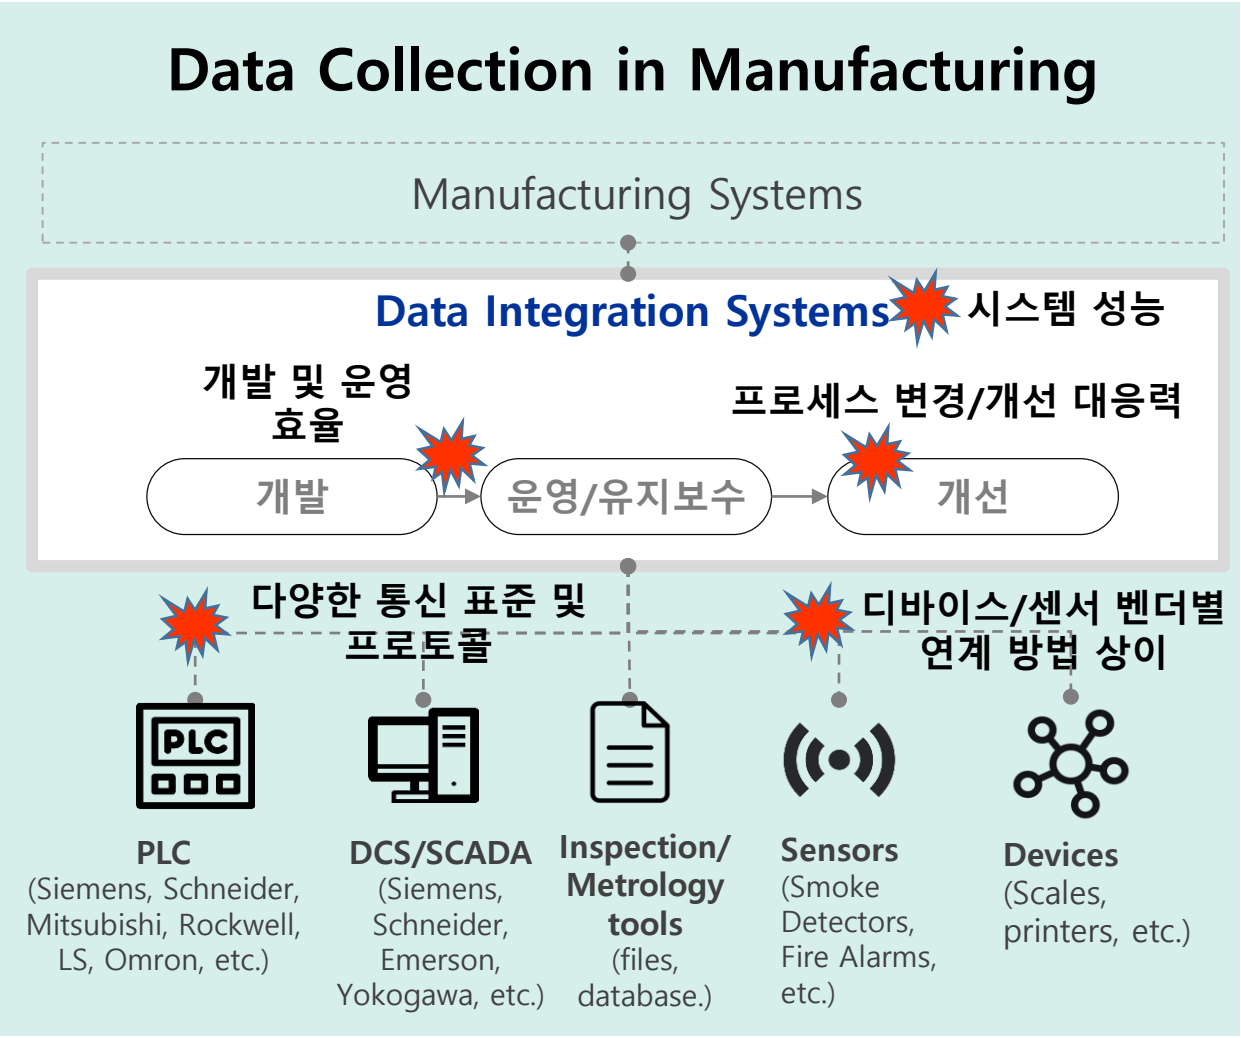 Data Collection in Manufacturing
Manufacturing Systems
Data Integration Systems
시스템 성능
개발 및 운영
효율
프로세스 변경/개선 대응력
개발
운영/유지보수
개선
다양한 통신 표준 및
프로토콜
디바이스/센서 벤더별
연계 방법 상이
PLC
PLC
(Siemens, Schneider,
Mitsubishi, Rockwell,
LS, Omron, etc.)
DCS/SCADA
(Siemens,
Schneider,
Emerson,
Yokogawa, etc.)
Inspection/
Metrology
tools
(files,
database.)
Sensors
(Smoke
Detectors,
Fire Alarms,
etc.)
Devices
(Scales,
printers, etc.)